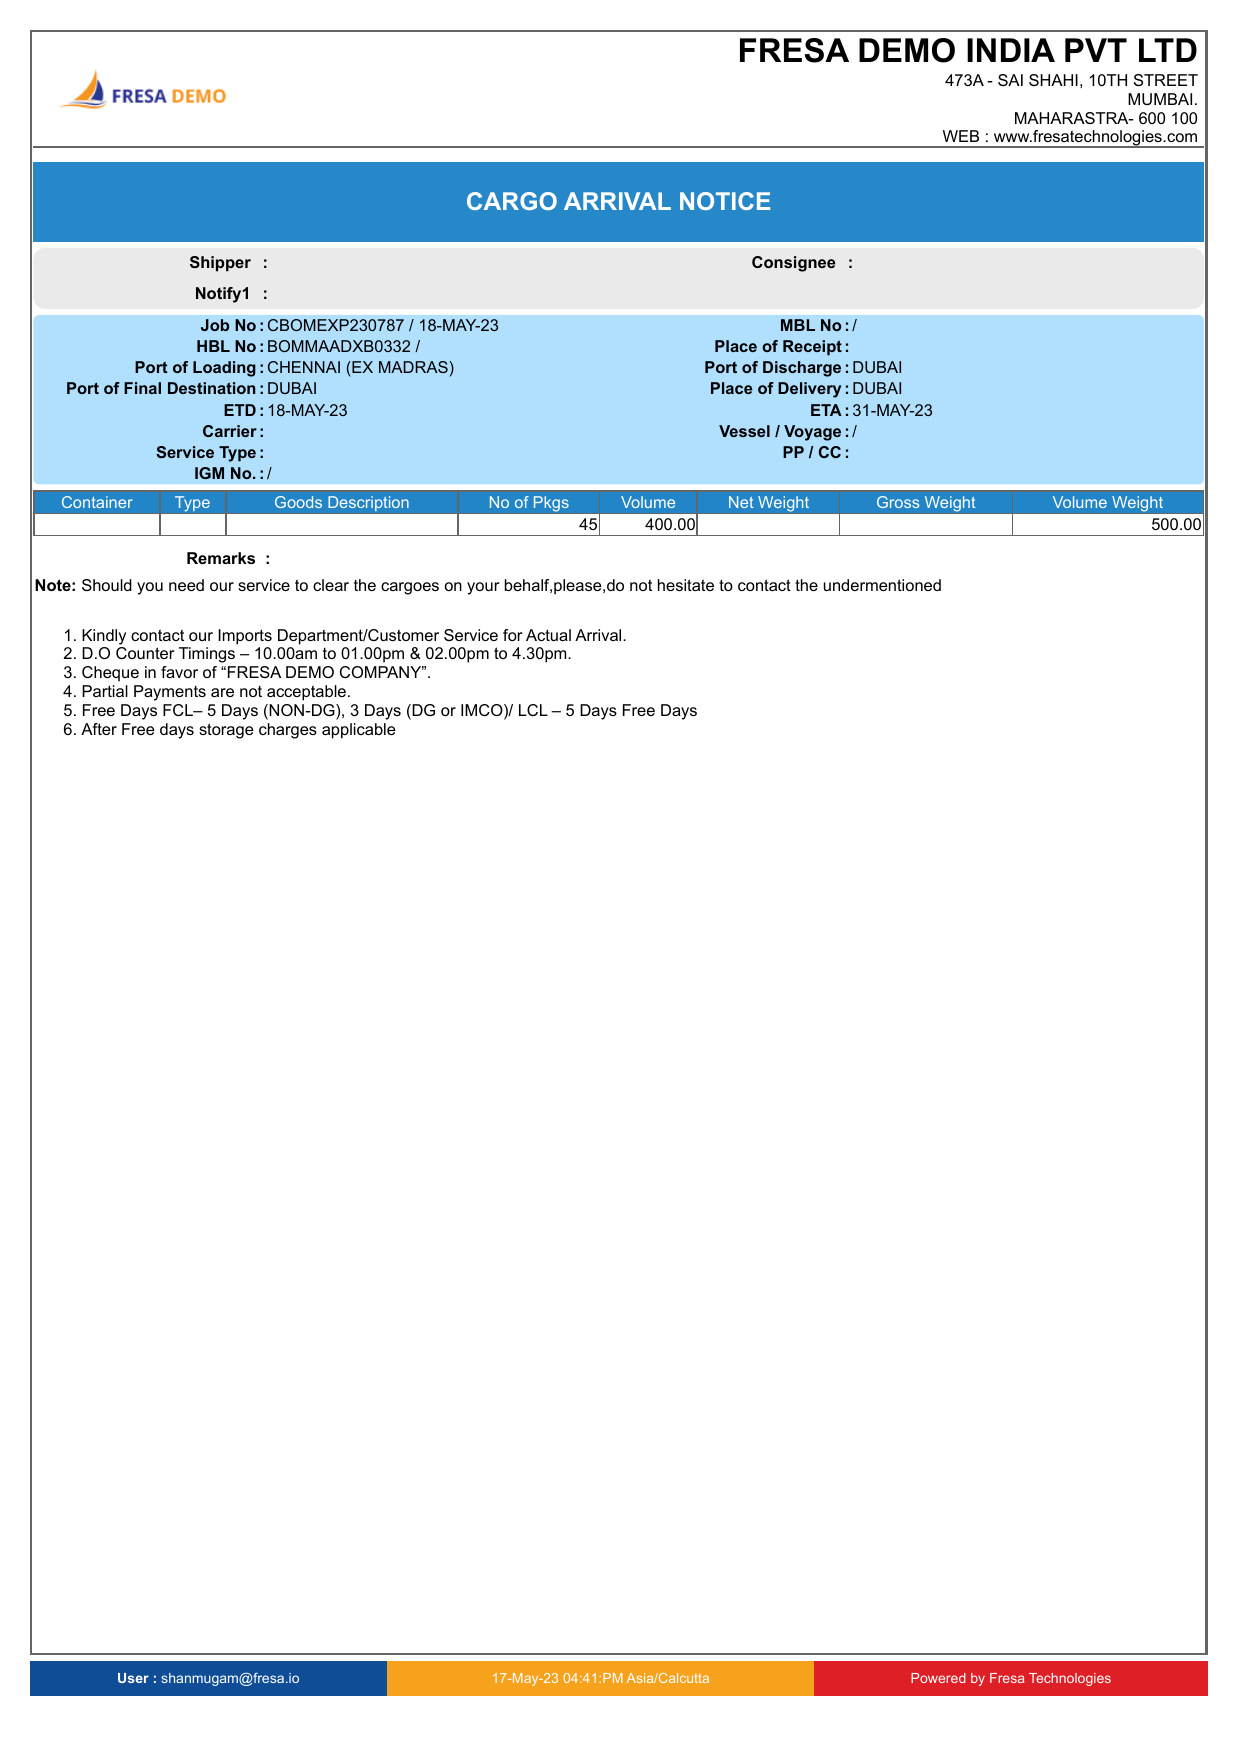 FRESA DEMO INDIA PVT LTD
473A - SAI SHAHI, 10TH STREET
MUMBAI.
MAHARASTRA- 600 100
WEB : www.fresatechnologies.com
FRESA DEMO
CARGO ARRIVAL NOTICE
Shipper : Consignee :
Notify1 :
Job No : CBOMEXP230787 / 18-MAY-23 MBL No : /
HBL No : BOMMAADXB0332 / Place of Receipt :
Port of Loading : CHENNAI (EX MADRAS) Port of Discharge : DUBAI
Port of Final Destination : DUBAI Place of Delivery : DUBAI
ETD : 18-MAY-23 ETA : 31-MAY-23
Carrier : Vessel / Voyage : /
Service Type : PP / CC :
IGM No. : /
Container Type Goods Description No of Pkgs Volume Net Weight Gross Weight Volume Weight
45 400.00 500.00
Remarks :
Note: Should you need our service to clear the cargoes on your behalf,please,do not hesitate to contact the undermentioned
1. Kindly contact our Imports Department/Customer Service for Actual Arrival.
2. D.O Counter Timings – 10.00am to 01.00pm & 02.00pm to 4.30pm.
3. Cheque in favor of “FRESA DEMO COMPANY”.
4. Partial Payments are not acceptable.
5. Free Days FCL– 5 Days (NON-DG), 3 Days (DG or IMCO)/ LCL – 5 Days Free Days
6. After Free days storage charges applicable
User : shanmugam@fresa.io 17-May-23 04:41:PM Asia/Calcutta Powered by Fresa Technologies